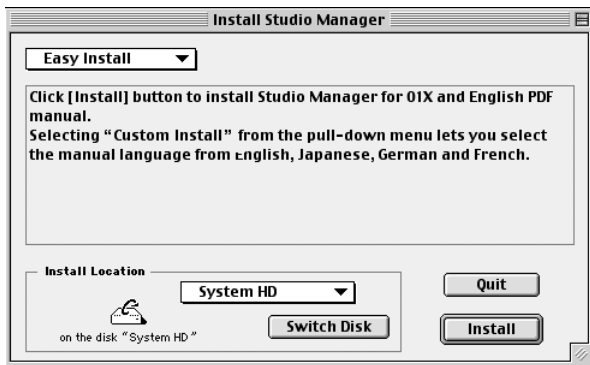 Install Studio Manager
Easy Install
Click [Install] button to install Studio Manager for 01X and English PDF
manual.
Selecting “Custom Install” from the pull-down menu lets you select
the manual language from English, Japanese, German and French.
Install Location
System HD
on the disk “System HD”
Switch Disk
Quit
Install